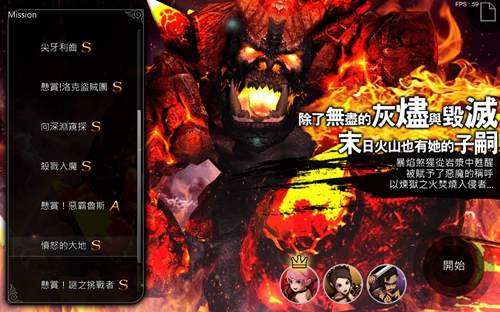 FPS : 59
Mission
尖牙利齒 S
懸賞!洛克盜賊團 S
向深淵窺探 S
殺戮入魔 S
懸賞！惡霸魯斯 A
憤怒的大地 S
懸賞！謎之挑戰者 S
除了無盡的灰燼與毀滅
末日火山也有她的子嗣
暴焰煞猩從岩漿中甦醒
被賦予了惡魔的稱呼
以煉獄之火焚燒入侵者...
開始